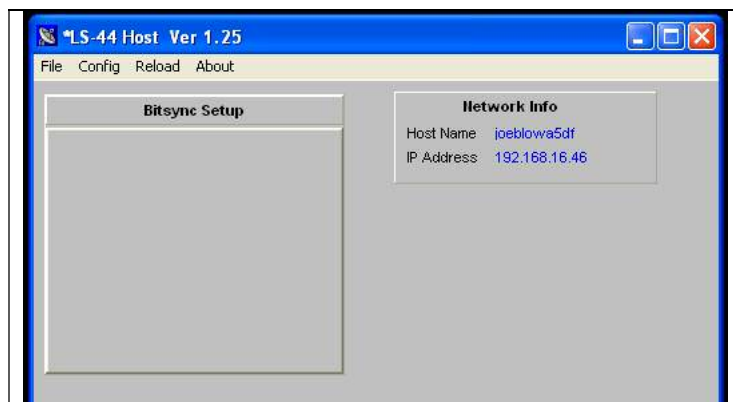 *LS-44 Host Ver 1.25
File Config Reload About
Bitsync Setup
Network Info
Host Name joeblowa5df
IP Address 192.168.16.46